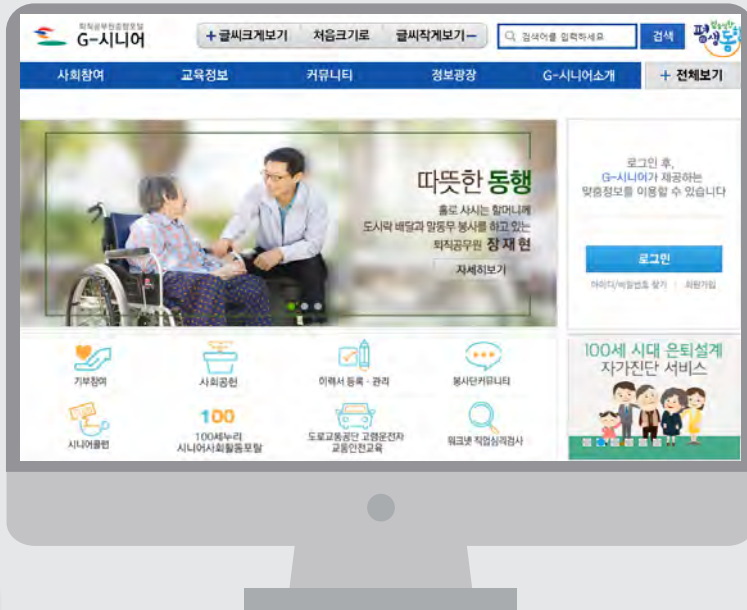 퇴직공무원종합포털
G-시니어
+ 글씨크게보기 처음크기로 글씨작게보기 -
검색어를 입력하세요 검색
평생동
사회참여 교육정보 커뮤니티 정보광장 G-시니어소개 + 전체보기
따뜻한 동행
홀로 사시는 할머니께
도시락 배달과 말동무 봉사를 하고 있는
퇴직공무원 장재현
자세히보기
로그인 후,
G-시니어가 제공하는
맞춤정보를 이용할 수 있습니다
로그인
아이디/비밀번호 찾기 | 회원가입
기부참여 사회공헌 이력서 등록 · 관리 봉사단커뮤니티
시니어클럽
100
100세누리
시니어사회활동포털
도로교통공단 고령운전자
교통안전교육
워크넷 직업심리검사
100세 시대 은퇴설계
자가진단 서비스